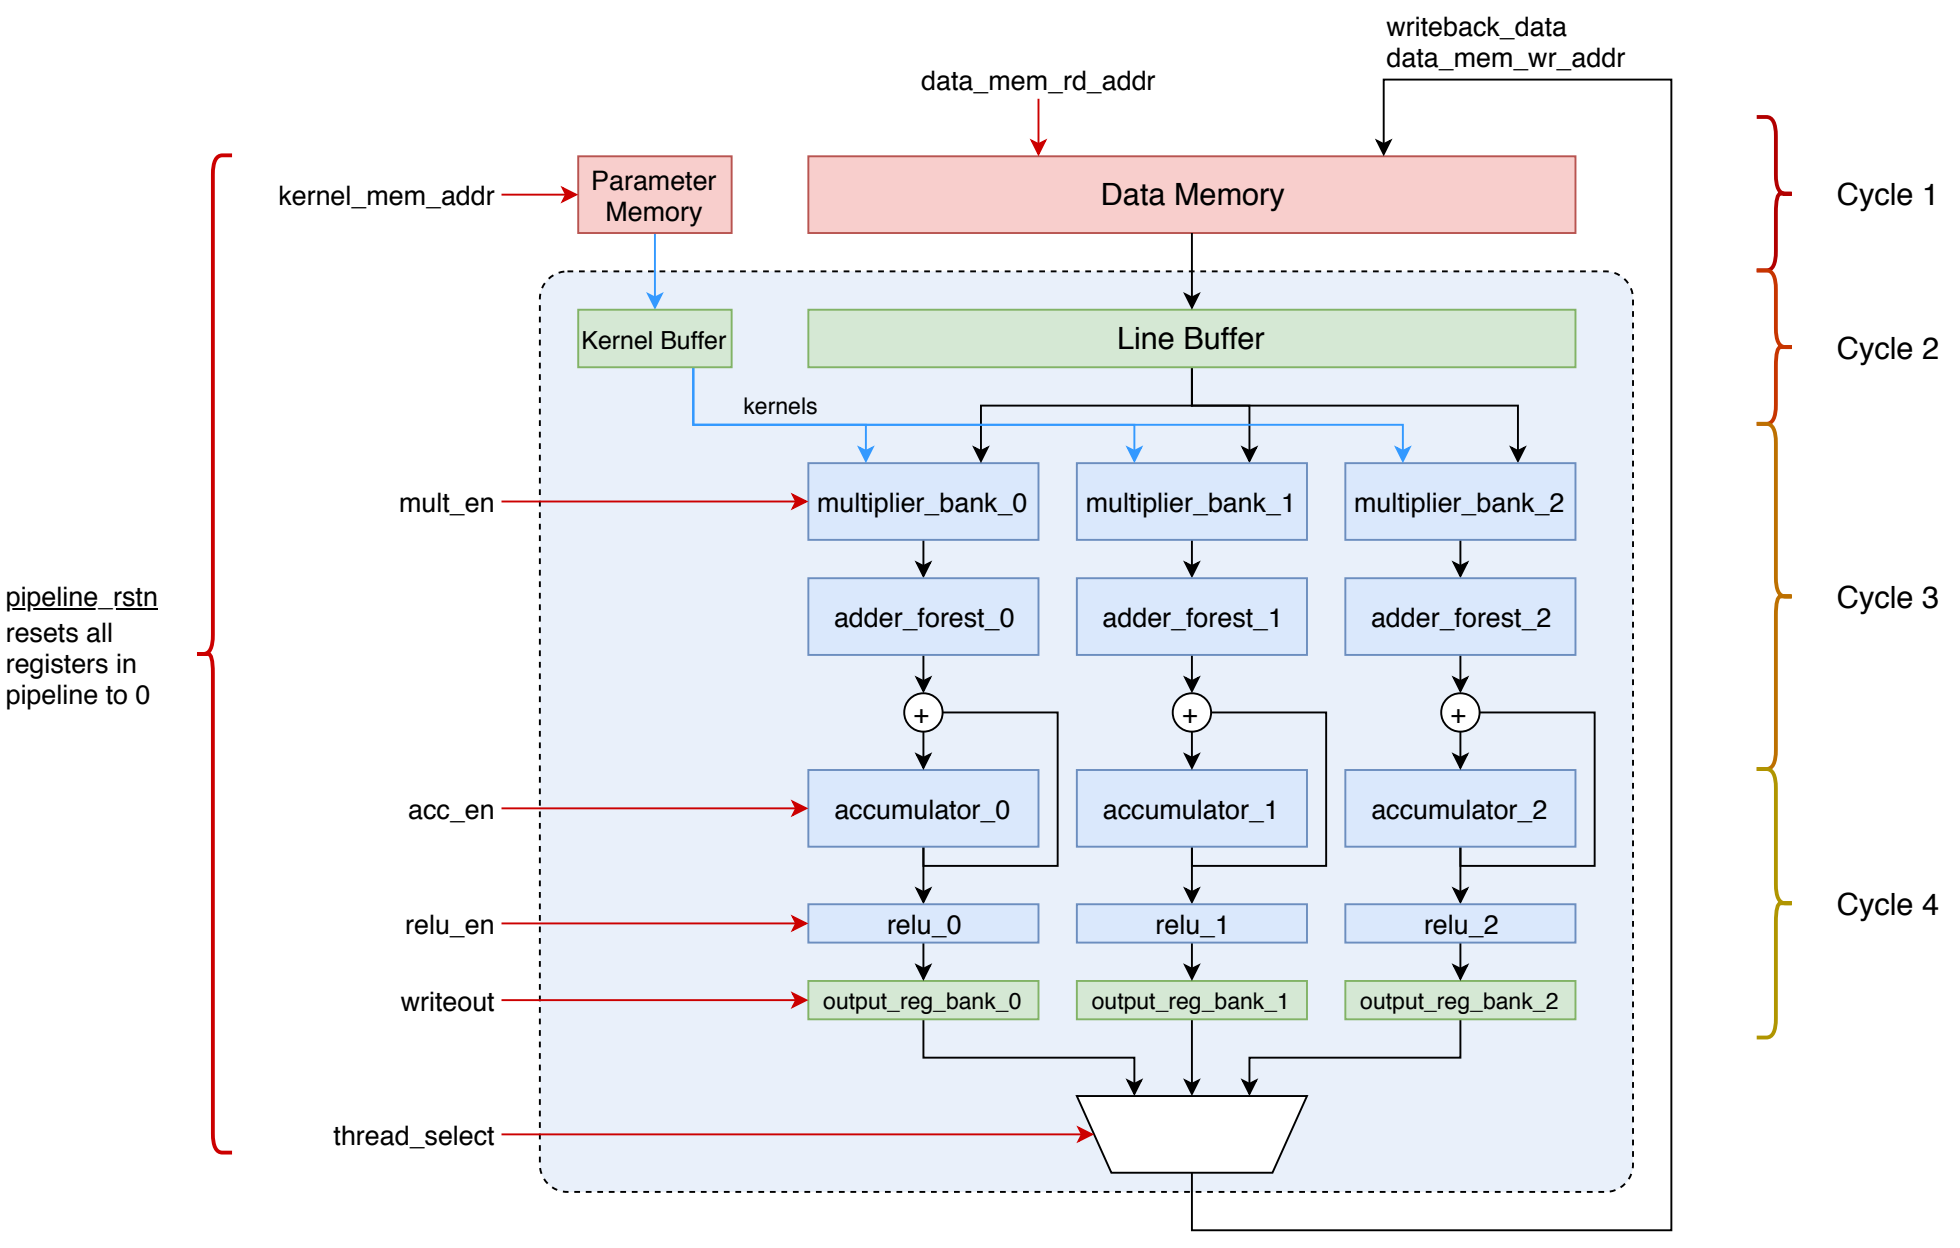 writeback_data
data_mem_wr_addr
data_mem_rd_addr
kernel_mem_addr
Parameter
Memory
Data Memory
Cycle 1
Kernel Buffer
Line Buffer
Cycle 2
kernels
mult_en
multiplier_bank_0
multiplier_bank_1
multiplier_bank_2
pipeline_rstn
resets all
registers in
pipeline to 0
adder_forest_0
adder_forest_1
adder_forest_2
Cycle 3
+
+
+
acc_en
accumulator_0
accumulator_1
accumulator_2
relu_en
relu_0
relu_1
relu_2
Cycle 4
writeout
output_reg_bank_0
output_reg_bank_1
output_reg_bank_2
thread_select